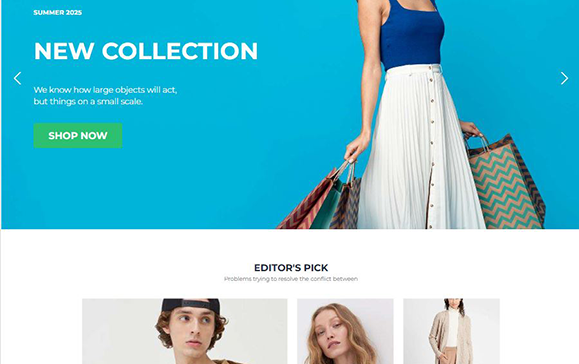 SUMMER 2025
NEW COLLECTION
We know how large objects will act,
but things on a small scale.
SHOP NOW
EDITOR'S PICK
Problems trying to resolve the conflict between